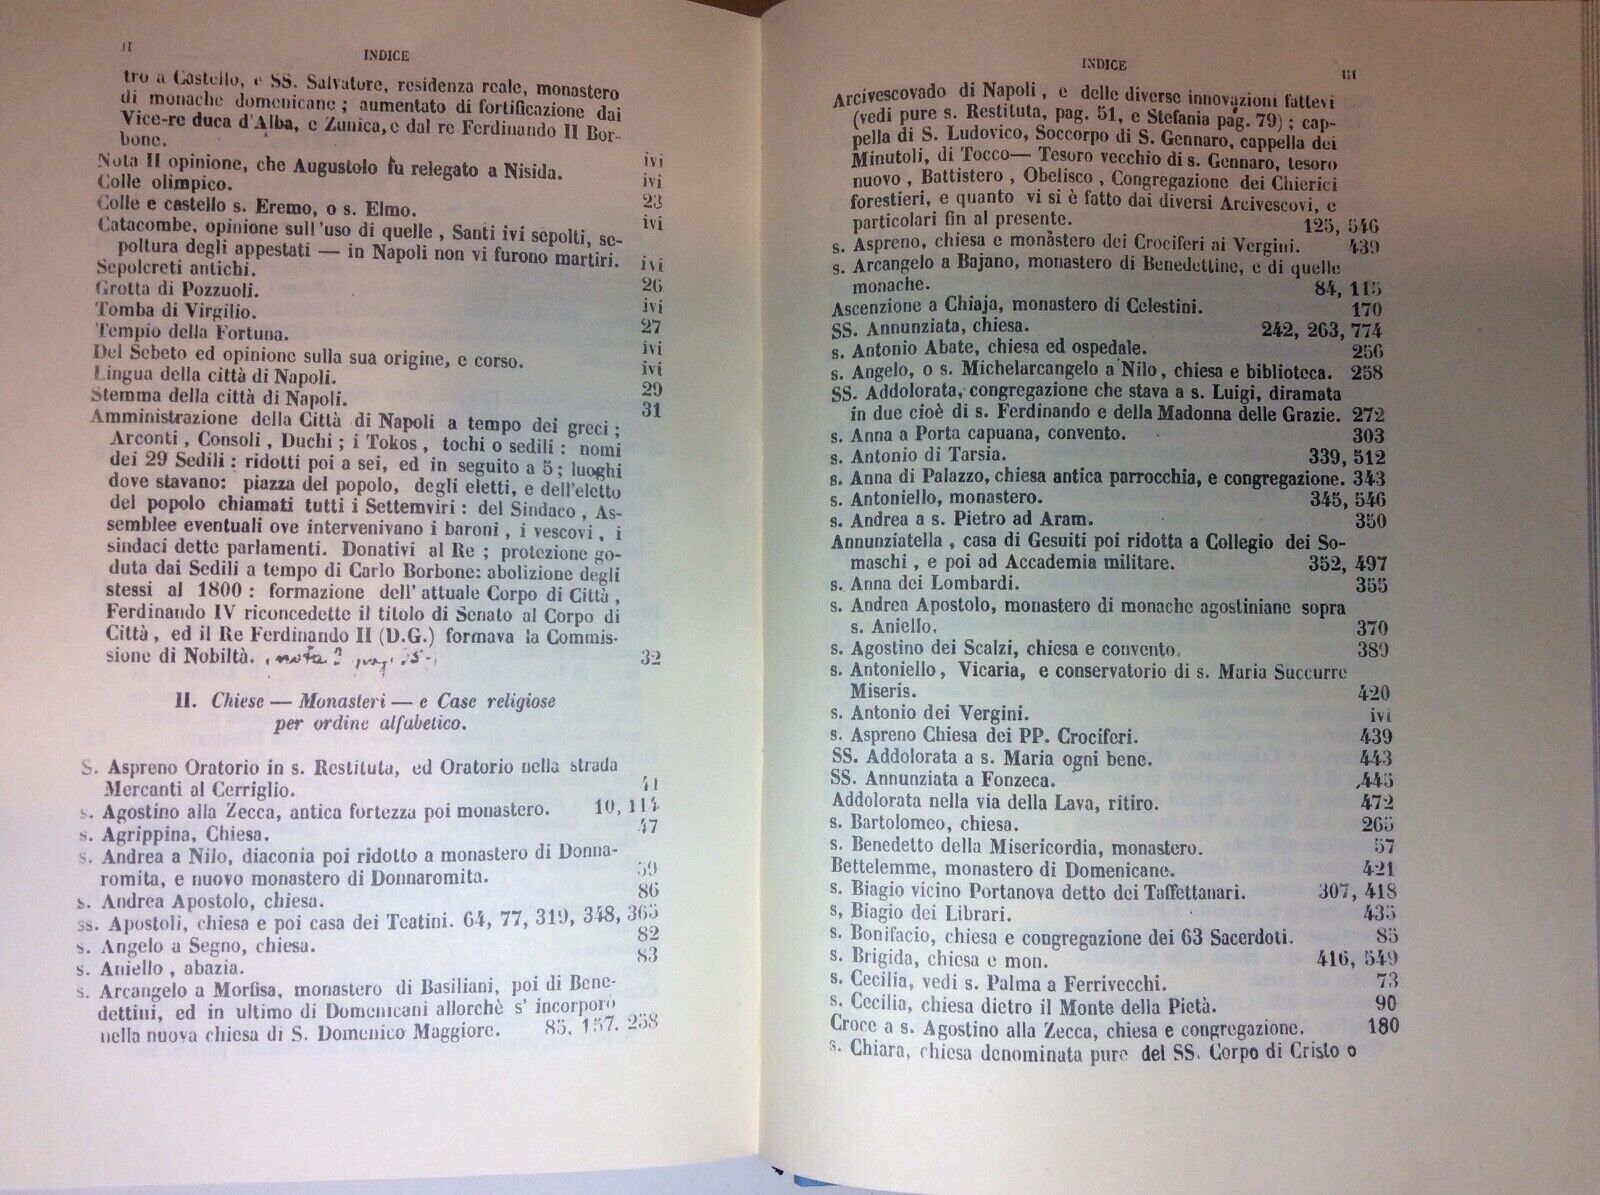 II
INDICE
tro a Castello, e SS. Salvatore, residenza reale, monastero
di monache domenicane ; aumentato di fortificazione dai
Vice-re duca d'Alba, e Zunica, e dal re Ferdinando II Bor-
bone. ivi
Nota II opinione, che Augustolo fu relegato a Nisida. ivi
Colle olimpico. 23
Colle e castello s. Eremo, o s. Elmo. ivi
Catacombe, opinione sull'uso di quelle , Santi ivi sepolti, se-
poltura degli appestati — in Napoli non vi furono martiri. ivi
Sepolcreti antichi. 26
Grotta di Pozzuoli. ivi
Tomba di Virgilio. 27
Tempio della Fortuna. ivi
Del Sebeto ed opinione sulla sua origine, e corso. ivi
Lingua della città di Napoli. 29
Stemma della città di Napoli. 31
Amministrazione della Città di Napoli a tempo dei greci ;
Arconti , Consoli , Duchi ; i Tokos , tochi o sedili : nomi
dei 29 Sedili : ridotti poi a sei, ed in seguito a 5 ; luoghi
dove stavano: piazza del popolo, degli eletti, e dell'eletto
del popolo chiamati tutti i Settemviri : del Sindaco , As-
semblee eventuali ove intervenivano i baroni , i vescovi , i
sindaci dette parlamenti. Donativi al Re ; protezione go-
duta dai Sedili a tempo di Carlo Borbone: abolizione degli
stessi al 1800 : formazione dell' attuale Corpo di Città ,
Ferdinando IV riconcedette il titolo di Senato al Corpo di
Città , ed il Re Ferdinando II (D.G.) formava la Commis-
sione di Nobiltà. nota 32
II. Chiese — Monasteri — e Case religiose
per ordine alfabetico.
S. Aspreno Oratorio in s. Restituta, ed Oratorio nella strada
Mercanti al Cerriglio. 41
s. Agostino alla Zecca, antica fortezza poi monastero. 10, 114
s. Agrippina, Chiesa. 47
s. Andrea a Nilo, diaconia poi ridotto a monastero di Donna-
romita, e nuovo monastero di Donnaromita. 59
s. Andrea Apostolo, chiesa. 86
ss. Apostoli, chiesa e poi casa dei Teatini. 64, 77, 319, 348, 365
s. Angelo a Segno, chiesa. 82
s. Aniello , abazia. 83
s. Arcangelo a Morfisa, monastero di Basiliani, poi di Bene-
dettini, ed in ultimo di Domenicani allorchè s' incorporò
nella nuova chiesa di S. Domenico Maggiore. 85, 157, 258
INDICE
III
Arcivescovado di Napoli , e delle diverse innovazioni fattevi
(vedi pure s. Restituta, pag. 51, e Stefania pag. 79) ; cap-
pella di S. Ludovico, Soccorpo di S. Gennaro, cappella dei
Minutoli, di Tocco— Tesoro vecchio di s. Gennaro, tesoro
nuovo , Battistero , Obelisco , Congregazione dei Chierici
forestieri, e quanto vi si è fatto dai diversi Arcivescovi, e
particolari fin al presente. 125, 546
s. Aspreno, chiesa e monastero dei Crociferi ai Vergini. 439
s. Arcangelo a Bajano, monastero di Benedettine, e di quelle
monache. 84, 115
Ascenzione a Chiaja, monastero di Celestini. 170
SS. Annunziata, chiesa. 242, 263, 774
s. Antonio Abate, chiesa ed ospedale. 256
s. Angelo, o s. Michelarcangelo a Nilo, chiesa e biblioteca. 258
SS. Addolorata, congregazione che stava a s. Luigi, diramata
in due cioè di s. Ferdinando e della Madonna delle Grazie. 272
s. Anna a Porta capuana, convento. 303
s. Antonio di Tarsia. 339, 512
s. Anna di Palazzo, chiesa antica parrocchia, e congregazione. 343
s. Antoniello, monastero. 345, 546
s. Andrea a s. Pietro ad Aram. 350
Annunziatella , casa di Gesuiti poi ridotta a Collegio dei So-
maschi , e poi ad Accademia militare. 352, 497
s. Anna dei Lombardi. 355
s. Andrea Apostolo, monastero di monache agostiniane sopra
s. Aniello. 370
s. Agostino dei Scalzi, chiesa e convento. 389
s. Antoniello , Vicaria, e conservatorio di s. Maria Succurre
Miseris. 420
s. Antonio dei Vergini. ivi
s. Aspreno Chiesa dei PP. Crociferi. 439
SS. Addolorata a s. Maria ogni bene. 443
SS. Annunziata a Fonzeca. 445
Addolorata nella via della Lava, ritiro. 472
s. Bartolomeo, chiesa. 265
s. Benedetto della Misericordia, monastero. 57
Bettelemme, monastero di Domenicane. 421
s. Biagio vicino Portanova detto dei Taffettanari. 307, 418
s, Biagio dei Librari. 435
s. Bonifacio, chiesa e congregazione dei 63 Sacerdoti. 85
s. Brigida, chiesa e mon. 416, 549
s. Cecilia, vedi s. Palma a Ferrivecchi. 73
s. Cecilia, chiesa dietro il Monte della Pietà. 90
Croce a s. Agostino alla Zecca, chiesa e congregazione. 180
s. Chiara, chiesa denominata pure del SS. Corpo di Cristo o